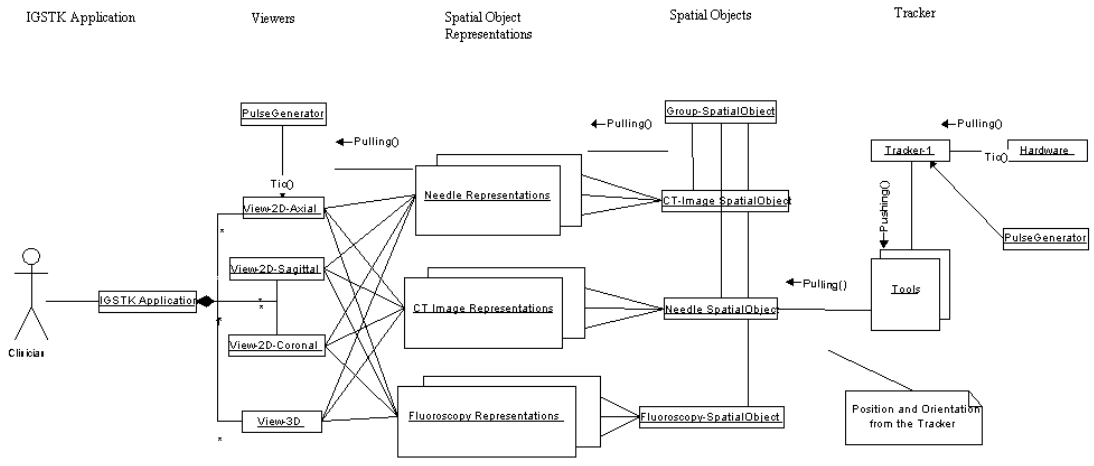 IGSTK Application
Viewers
Spatial Object
Representations
Spatial Objects
Tracker
PulseGenerator
Group-SpatialObject
Pulling()
Pulling()
Pulling()
Tracker-1
Tic()
Hardware
Needle Representations
Tic()
View-2D-Axial
*
CT-Image SpatialObject
Pushing()
PulseGenerator
View-2D-Sagittal
Pulling()
Tools
IGSTK Application
*
*
CT Image Representations
Needle SpatialObject
*
View-2D-Coronal
Clinician
Position and Orientation
from the Tracker
View-3D
Fluoroscopy Representations
Fluoroscopy-SpatialObject
*